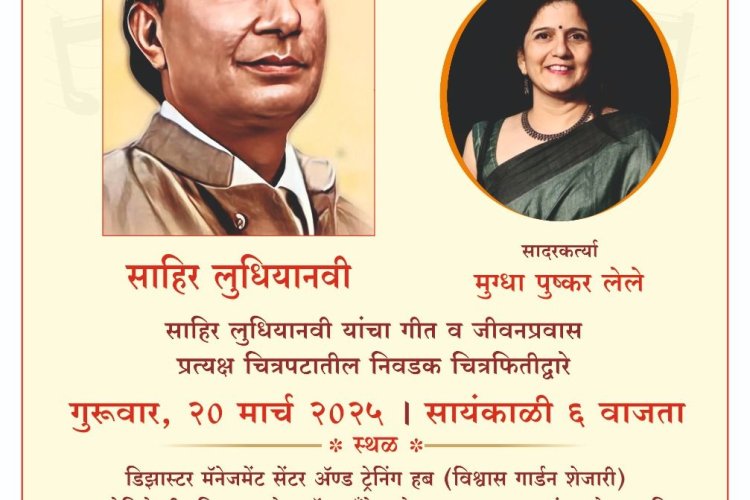 साहिर लुधियानवी
सादरकर्त्या
मुग्धा पुष्कर लेले
साहिर लुधियानवी यांचा गीत व जीवनप्रवास
प्रत्यक्ष चित्रपटातील निवडक चित्रफितीद्वारे
गुरूवार, २० मार्च २०२५ । सायंकाळी ६ वाजता
* स्थळ *
डिझास्टर मॅनेजमेंट सेंटर ॲण्ड ट्रेनिंग हब (विश्वास गार्डन शेजारी)